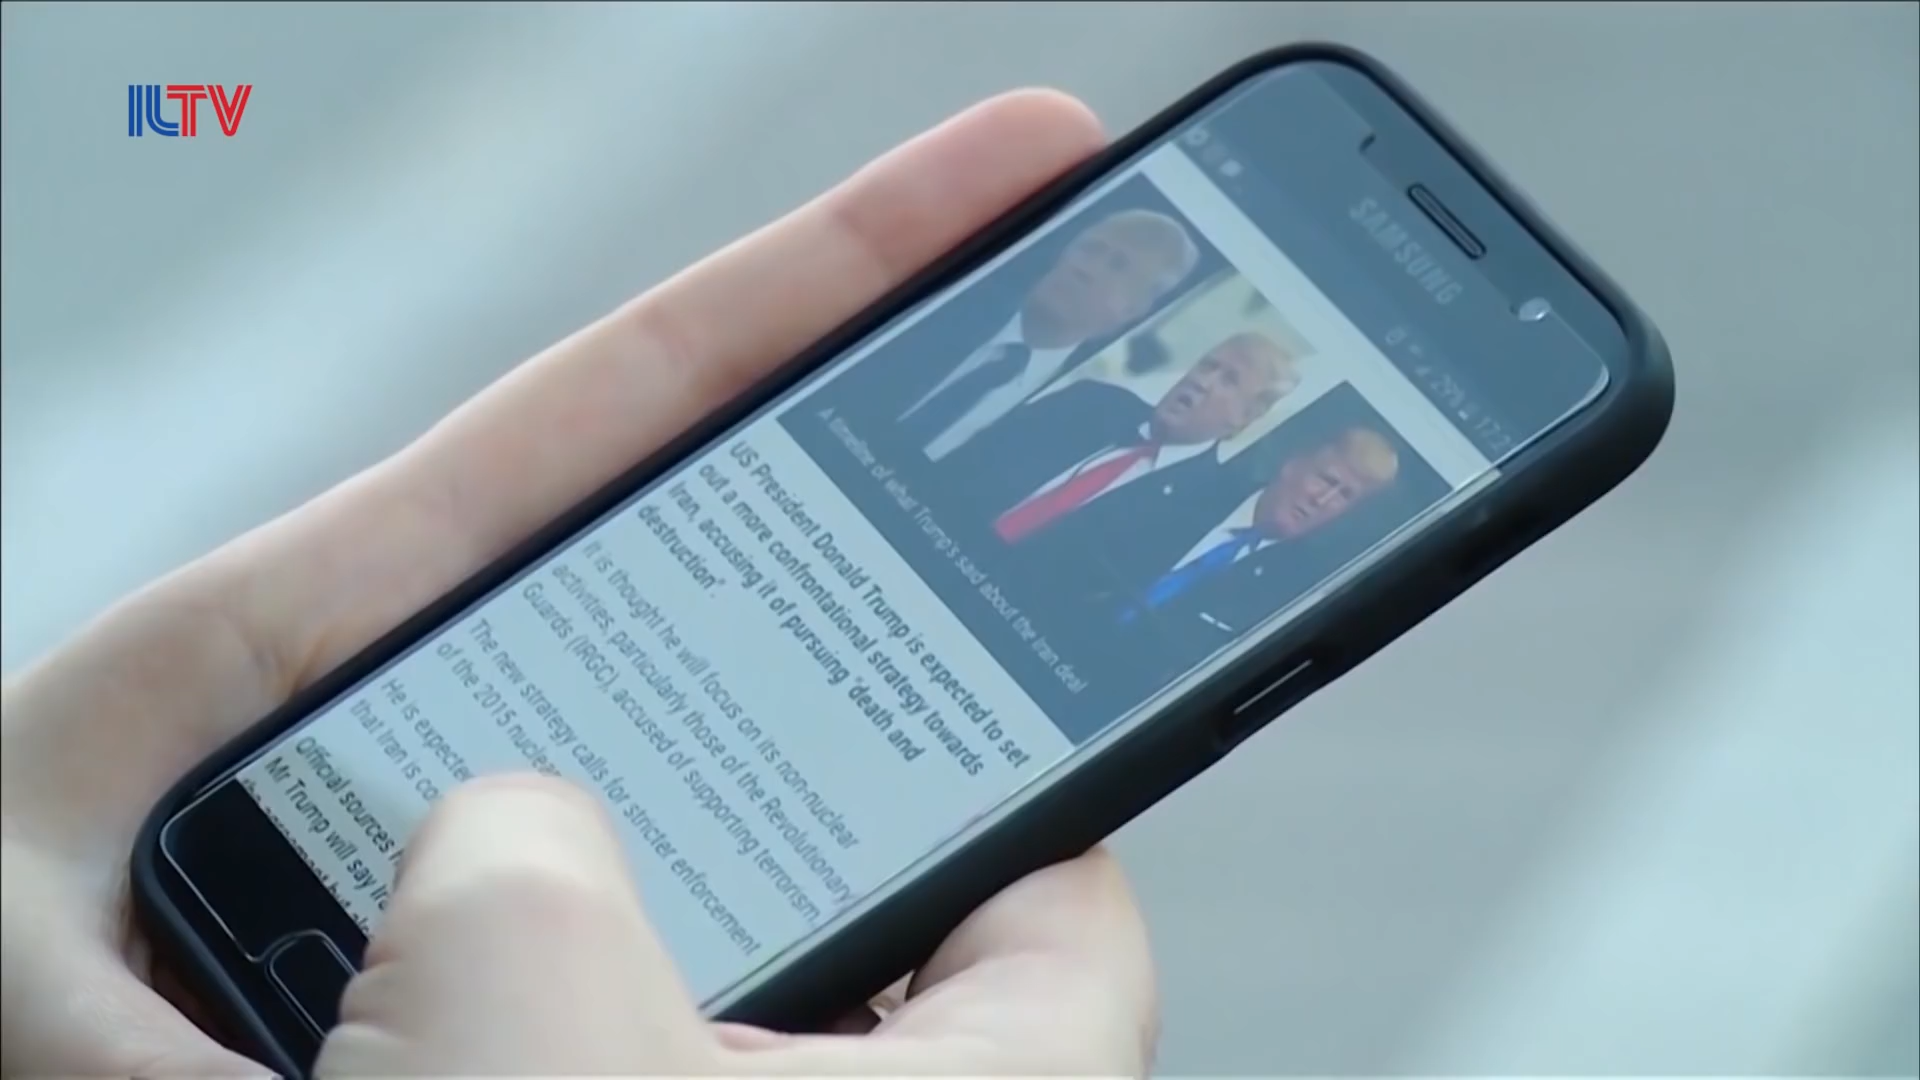 ILTV
SAMSUNG
29%
A timeline of what Trump's said about the Iran deal
US President Donald Trump is expected to set
out a more confrontational strategy towards
Iran, accusing it of pursuing "death and
destruction".
It is thought he will focus on its non-nuclear
activities, particularly those of the Revolutionary
Guards (IRGC), accused of supporting terrorism.
The new strategy calls for stricter enforcement
of the 2015 nuclear
He is expected
that Iran is
Official sources
Mr Trump will say